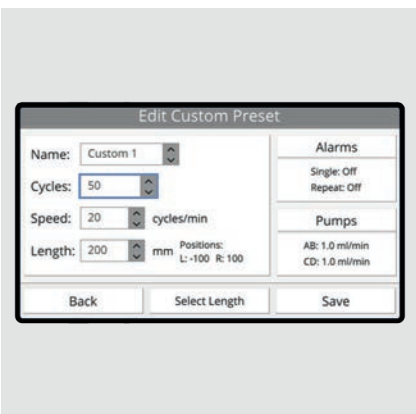 Edit Custom Preset
Name: Custom 1
Cycles: 50
Speed: 20 cycles/min
Length: 200 mm Positions:
L: -100 R: 100
Alarms
Single: Off
Repeat: Off
Pumps
AB: 1.0 ml/min
CD: 1.0 ml/min
Back Select Length Save